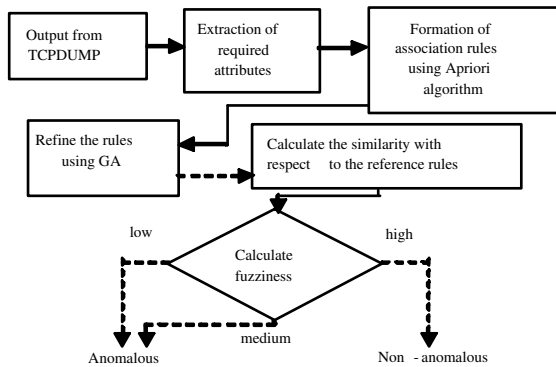 Output from
TCPDUMP
Extraction of
required
attributes
Formation of
association rules
using Apriori
algorithm
Refine the rules
using GA
Calculate the similarity with
respect to the reference rules
low
high
Calculate
fuzziness
medium
Anomalous
Non - anomalous